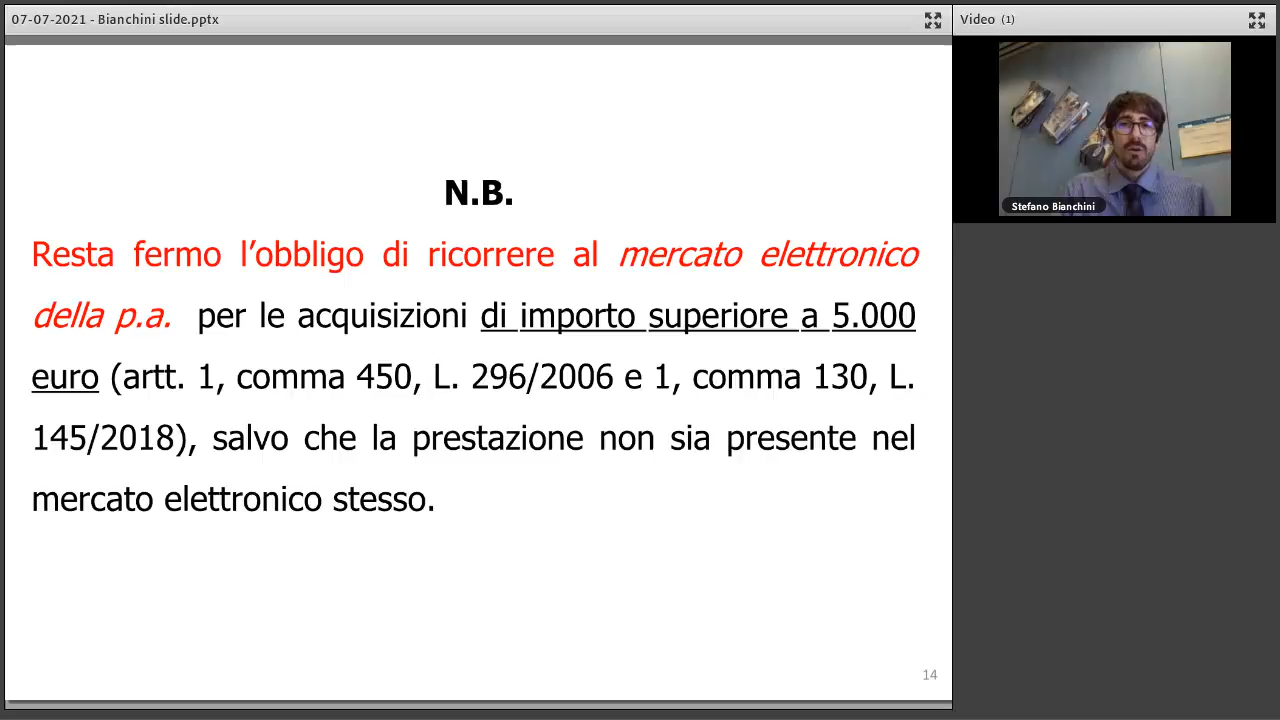 07-07-2021 - Bianchini slide.pptx
Video (1)
Stefano Bianchini
N.B.
Resta fermo l’obbligo di ricorrere al mercato elettronico
della p.a. per le acquisizioni di importo superiore a 5.000
euro (artt. 1, comma 450, L. 296/2006 e 1, comma 130, L.
145/2018), salvo che la prestazione non sia presente nel
mercato elettronico stesso.
14